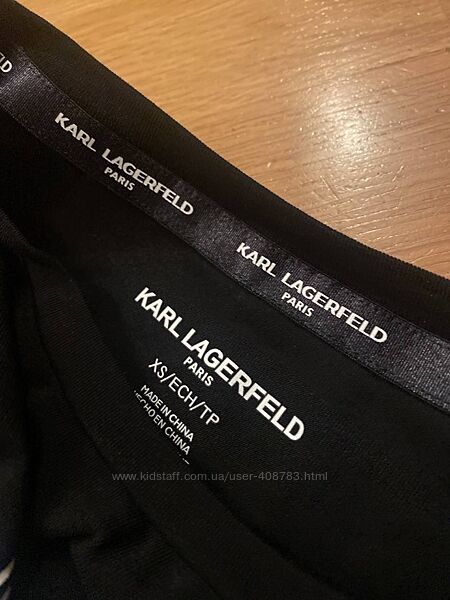 KARL LAGERFELD
PARIS
KARL LAGERFELD
PARIS
KARL LAGERFELD
PARIS
XS/ECH/TP
MADE IN CHINA
HECHO EN CHINA
www.kidstaff.com.ua/user-408783.html